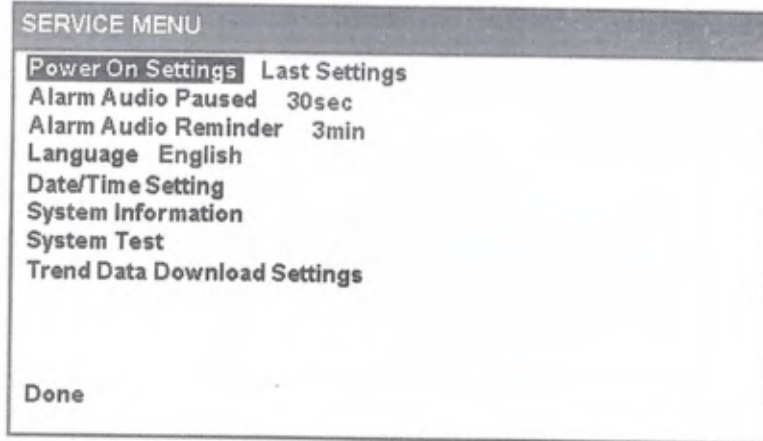 SERVICE MENU
Power On Settings Last Settings
Alarm Audio Paused 30sec
Alarm Audio Reminder 3min
Language English
Date/Time Setting
System Information
System Test
Trend Data Download Settings
Done